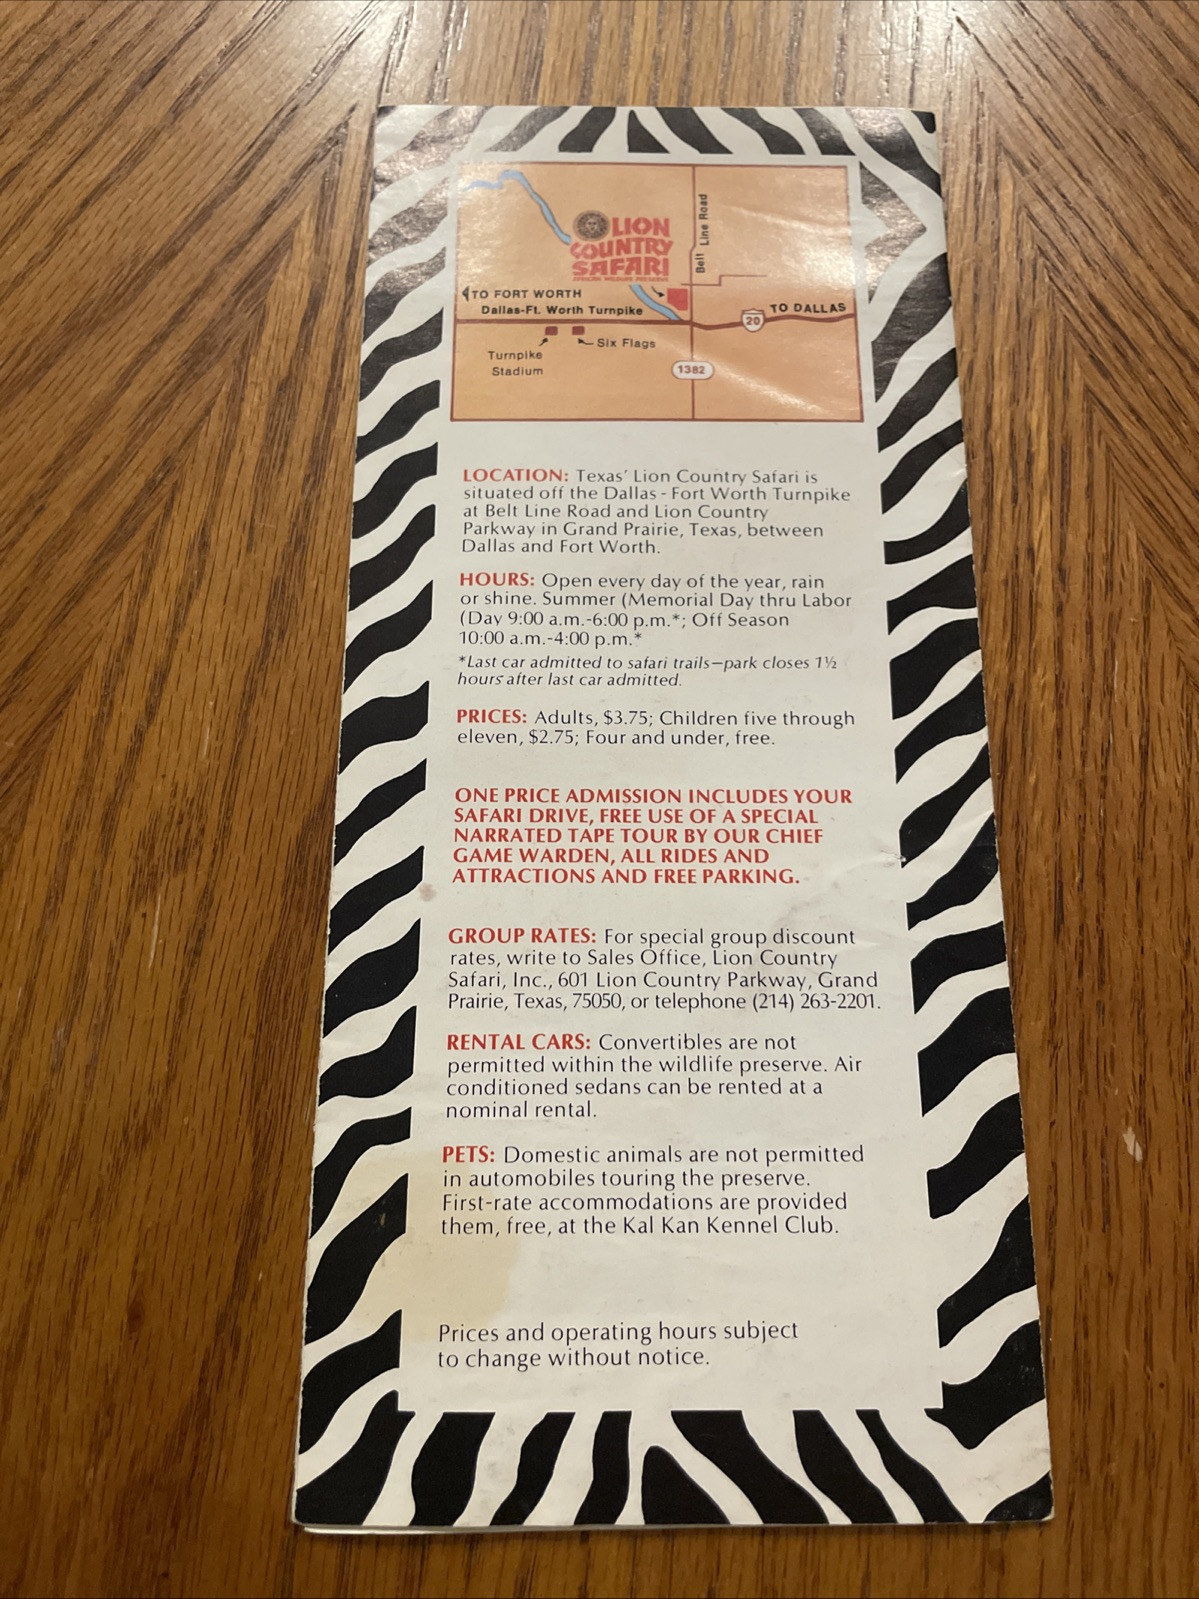 LION
COUNTRY
SAFARI
AFRICAN WILDLIFE PRESERVE
Belt Line Road
TO FORT WORTH
Dallas-Ft. Worth Turnpike
TO DALLAS
20
Six Flags
Turnpike
Stadium
1382
LOCATION: Texas' Lion Country Safari is
situated off the Dallas - Fort Worth Turnpike
at Belt Line Road and Lion Country
Parkway in Grand Prairie, Texas, between
Dallas and Fort Worth.
HOURS: Open every day of the year, rain
or shine. Summer (Memorial Day thru Labor
(Day 9:00 a.m.-6:00 p.m.*; Off Season
10:00 a.m.-4:00 p.m.*
*Last car admitted to safari trails—park closes 1½
hours after last car admitted.
PRICES: Adults, $3.75; Children five through
eleven, $2.75; Four and under, free.
ONE PRICE ADMISSION INCLUDES YOUR
SAFARI DRIVE, FREE USE OF A SPECIAL
NARRATED TAPE TOUR BY OUR CHIEF
GAME WARDEN, ALL RIDES AND
ATTRACTIONS AND FREE PARKING.
GROUP RATES: For special group discount
rates, write to Sales Office, Lion Country
Safari, Inc., 601 Lion Country Parkway, Grand
Prairie, Texas, 75050, or telephone (214) 263-2201.
RENTAL CARS: Convertibles are not
permitted within the wildlife preserve. Air
conditioned sedans can be rented at a
nominal rental.
PETS: Domestic animals are not permitted
in automobiles touring the preserve.
First-rate accommodations are provided
them, free, at the Kal Kan Kennel Club.
Prices and operating hours subject
to change without notice.